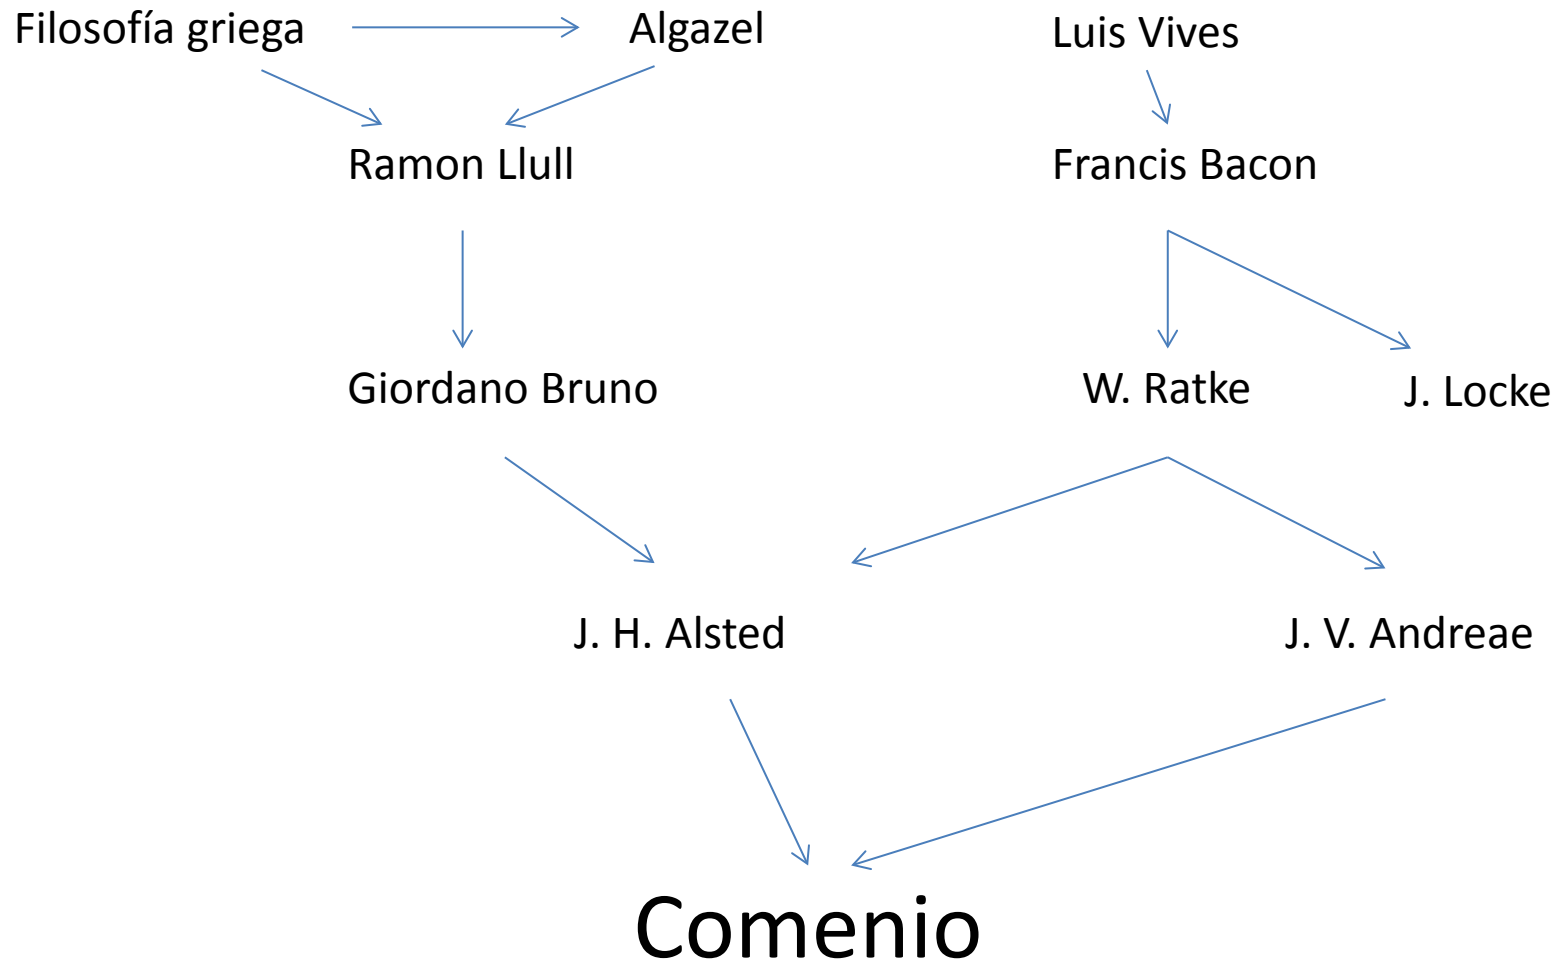 Filosofía griega
Algazel
Luis Vives
Ramon Llull
Francis Bacon
Giordano Bruno
W. Ratke
J. Locke
J. H. Alsted
J. V. Andreae
Comenio